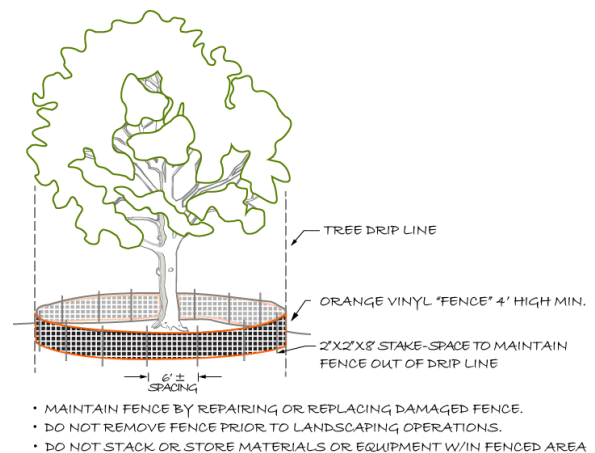 TREE DRIP LINE
ORANGE VINYL "FENCE" 4' HIGH MIN.
2"X2"X8' STAKE-SPACE TO MAINTAIN
FENCE OUT OF DRIP LINE
6' ±
SPACING
• MAINTAIN FENCE BY REPAIRING OR REPLACING DAMAGED FENCE.
• DO NOT REMOVE FENCE PRIOR TO LANDSCAPING OPERATIONS.
• DO NOT STACK OR STORE MATERIALS OR EQUIPMENT W/IN FENCED AREA